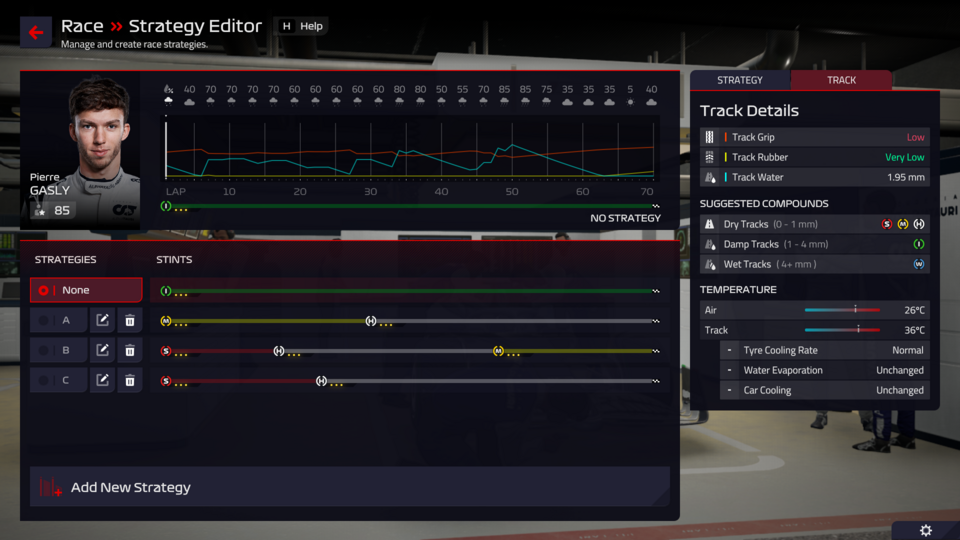 Race » Strategy Editor
H Help
Manage and create race strategies.
% 40 70 70 70 70 60 60 60 60 60 80 80 60 50 55 70 85 85 75 35 35 35 5 40
Pierre
GASLY
85
LAP 10 20 30 40 50 60 70
I
NO STRATEGY
STRATEGIES STINTS
None I
A M H
B S H M
C S H
Add New Strategy
STRATEGY TRACK
Track Details
Track Grip Low
Track Rubber Very Low
Track Water 1.95 mm
SUGGESTED COMPOUNDS
Dry Tracks (0 - 1 mm) S M H
Damp Tracks (1 - 4 mm) I
Wet Tracks ( 4+ mm ) W
TEMPERATURE
Air 26°C
Track 36°C
- Tyre Cooling Rate Normal
- Water Evaporation Unchanged
- Car Cooling Unchanged
URI